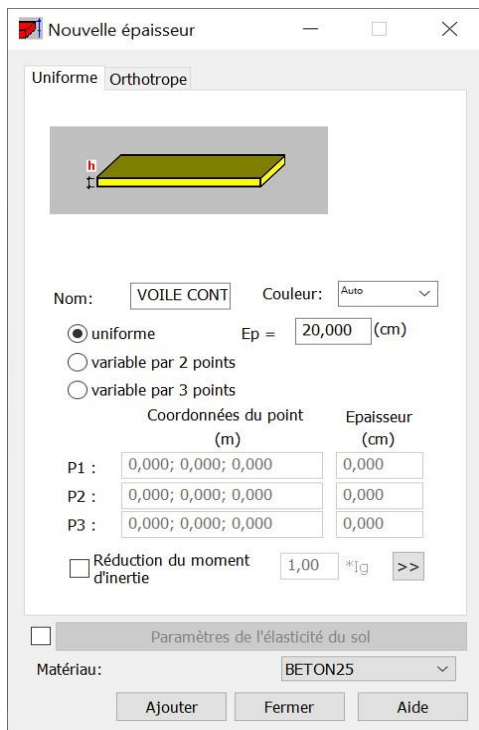 Nouvelle épaisseur
Uniforme Orthotrope
h
Nom: VOILE CONT Couleur: Auto
uniforme Ep = 20,000 (cm)
variable par 2 points
variable par 3 points
Coordonnées du point Epaisseur
(m) (cm)
P1 : 0,000; 0,000; 0,000 0,000
P2 : 0,000; 0,000; 0,000 0,000
P3 : 0,000; 0,000; 0,000 0,000
Réduction du moment
d'inertie 1,00 *Ig >>
Paramètres de l'élasticité du sol
Matériau: BETON25
Ajouter Fermer Aide